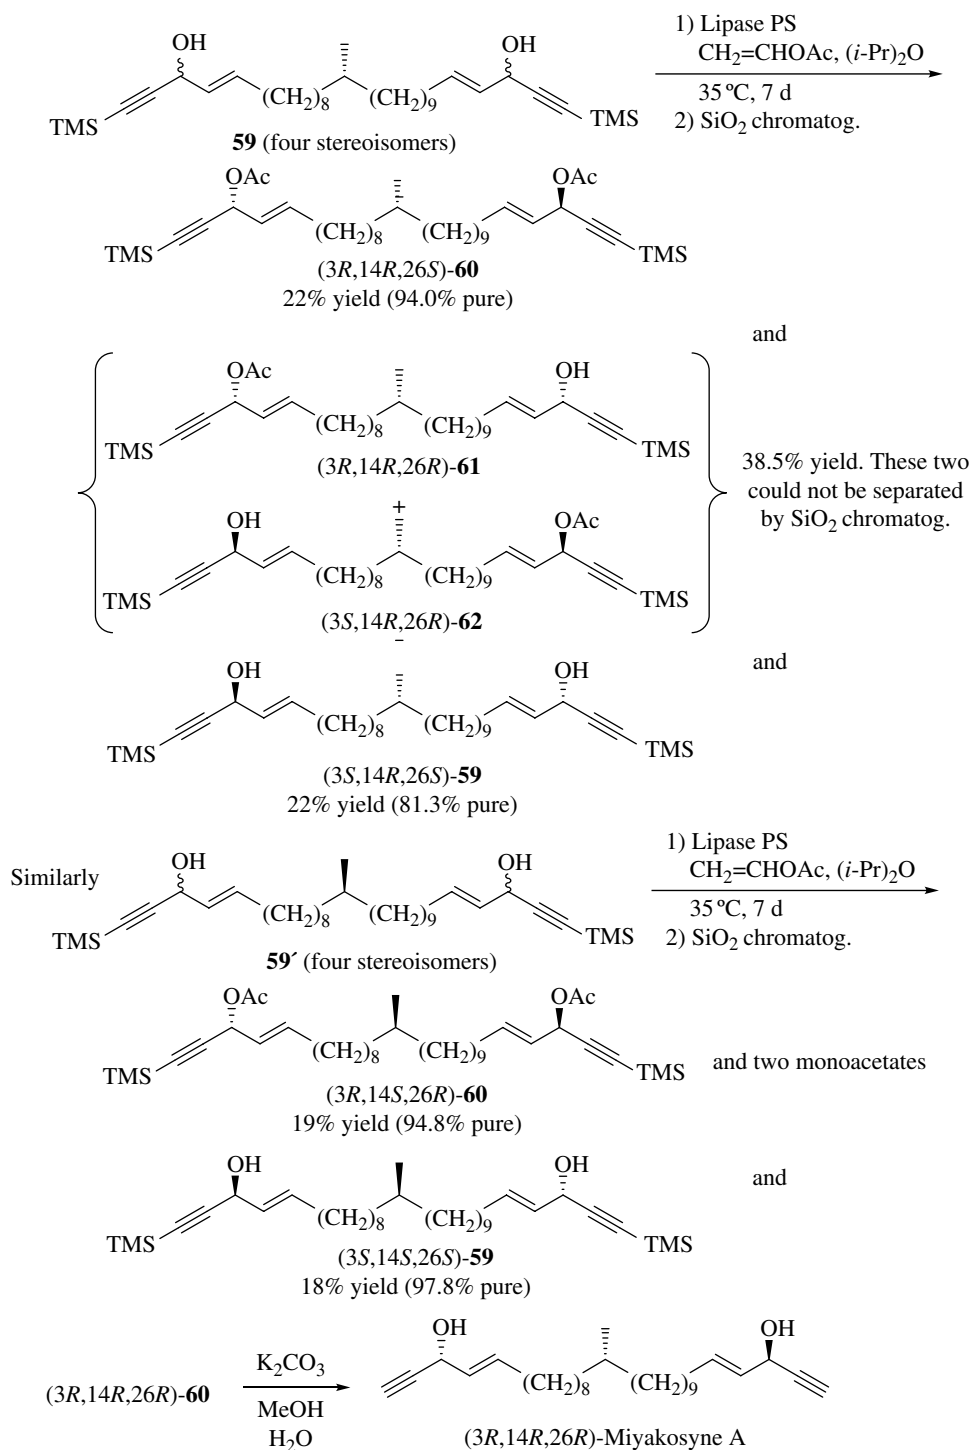 OH
OH
TMS
(CH2)8
(CH2)9
TMS
59 (four stereoisomers)
1) Lipase PS
CH2=CHOAc, (i-Pr)2O
35 ºC, 7 d
2) SiO2 chromatog.
OAc
OAc
TMS
(CH2)8
(CH2)9
TMS
(3R,14R,26S)-60
22% yield (94.0% pure)
and
OAc
OH
TMS
(CH2)8
(CH2)9
TMS
(3R,14R,26R)-61
+
OH
OAc
TMS
(CH2)8
(CH2)9
TMS
(3S,14R,26R)-62
38.5% yield. These two
could not be separated
by SiO2 chromatog.
and
OH
OH
TMS
(CH2)8
(CH2)9
TMS
(3S,14R,26S)-59
22% yield (81.3% pure)
Similarly
OH
OH
TMS
(CH2)8
(CH2)9
TMS
59´ (four stereoisomers)
1) Lipase PS
CH2=CHOAc, (i-Pr)2O
35 ºC, 7 d
2) SiO2 chromatog.
OAc
OAc
TMS
(CH2)8
(CH2)9
TMS
(3R,14S,26R)-60
19% yield (94.8% pure)
and two monoacetates
and
OH
OH
TMS
(CH2)8
(CH2)9
TMS
(3S,14S,26S)-59
18% yield (97.8% pure)
(3R,14R,26R)-60
K2CO3
MeOH
H2O
OH
OH
(CH2)8
(CH2)9
(3R,14R,26R)-Miyakosyne A